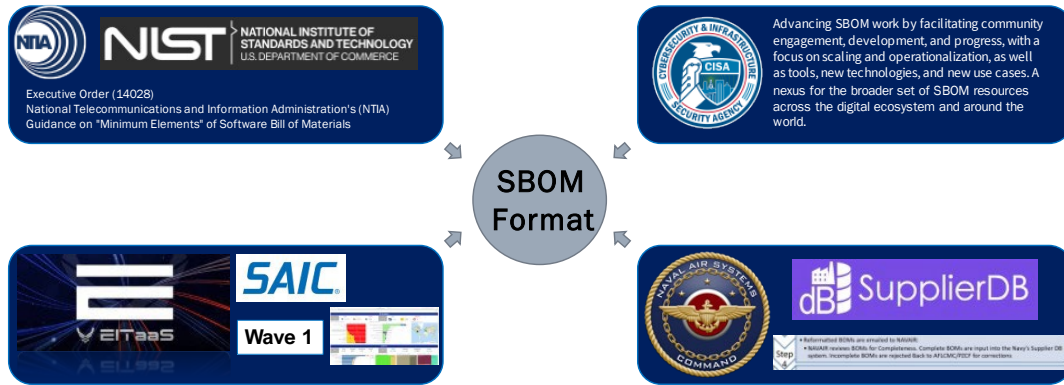 NTIA
NIST
NATIONAL INSTITUTE OF
STANDARDS AND TECHNOLOGY
U.S. DEPARTMENT OF COMMERCE
Executive Order (14028)
National Telecommunications and Information Administration's (NTIA)
Guidance on "Minimum Elements" of Software Bill of Materials
CYBERSECURITY & INFRASTRUCTURE
CISA
SECURITY AGENCY
Advancing SBOM work by facilitating community
engagement, development, and progress, with a
focus on scaling and operationalization, as well
as tools, new technologies, and new use cases. A
nexus for the broader set of SBOM resources
across the digital ecosystem and around the
world.
SBOM
Format
EITaaS
SAIC®
Wave 1
NAVAL AIR SYSTEMS
COMMAND
dB SupplierDB
Step
4
• Reformatted BOMs are emailed to NAVAIR:
• NAVAIR reviews BOMs for Completeness. Complete BOMs are input into the Navy's Supplier DB
system. Incomplete BOMs are rejected Back to AFLCMC/PEEF for corrections